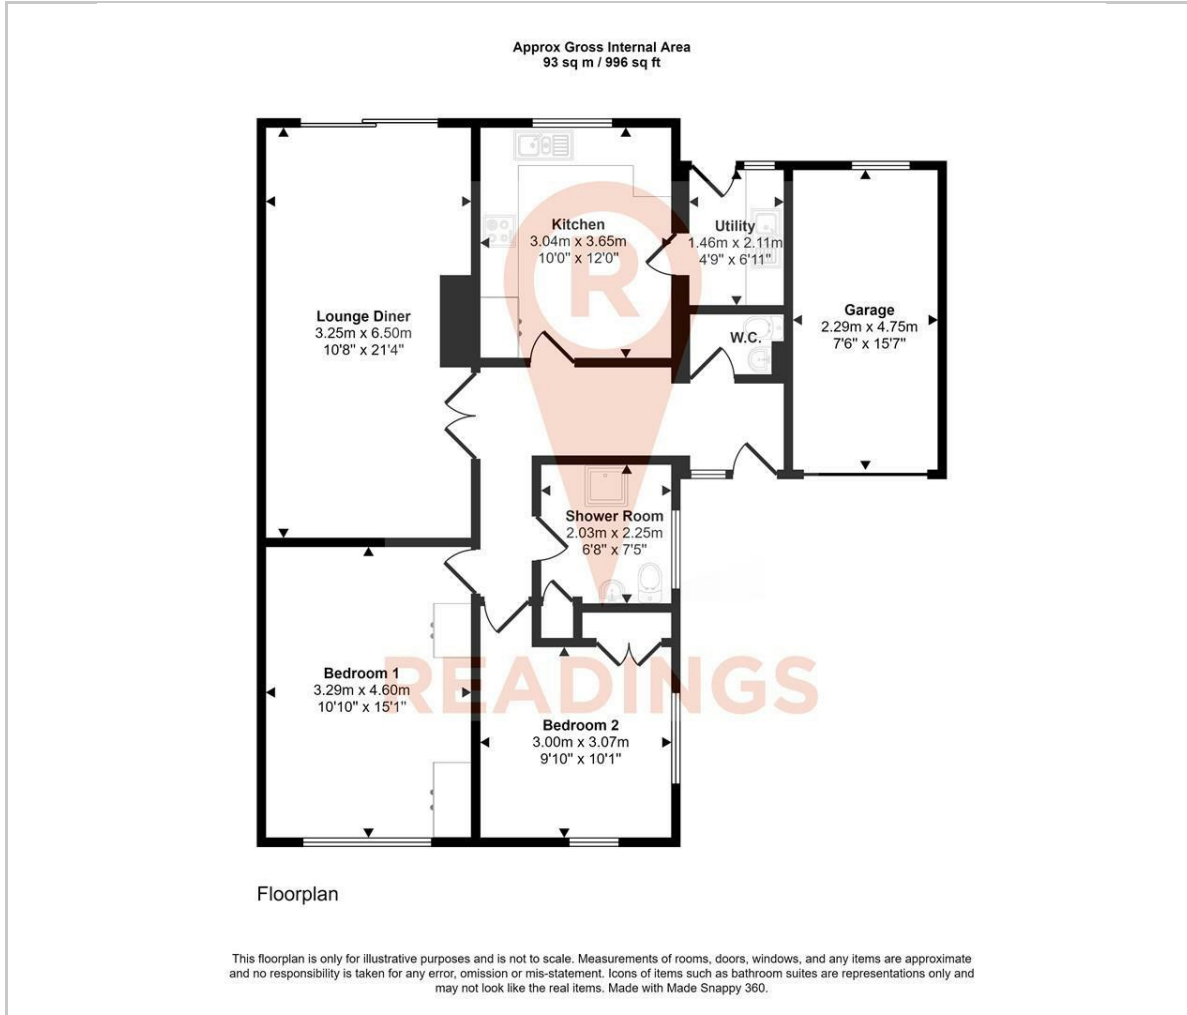 Approx Gross Internal Area
93 sq m / 996 sq ft
Kitchen
3.04m x 3.65m
10'0" x 12'0"
Utility
1.46m x 2.11m
4'9" x 6'11"
Lounge Diner
3.25m x 6.50m
10'8" x 21'4"
Garage
2.29m x 4.75m
7'6" x 15'7"
W.C.
R
Shower Room
2.03m x 2.25m
6'8" x 7'5"
Bedroom 1
3.29m x 4.60m
10'10" x 15'1"
READINGS
Bedroom 2
3.00m x 3.07m
9'10" x 10'1"
Floorplan
This floorplan is only for illustrative purposes and is not to scale. Measurements of rooms, doors, windows, and any items are approximate
and no responsibility is taken for any error, omission or mis-statement. Icons of items such as bathroom suites are representations only and
may not look like the real items. Made with Made Snappy 360.